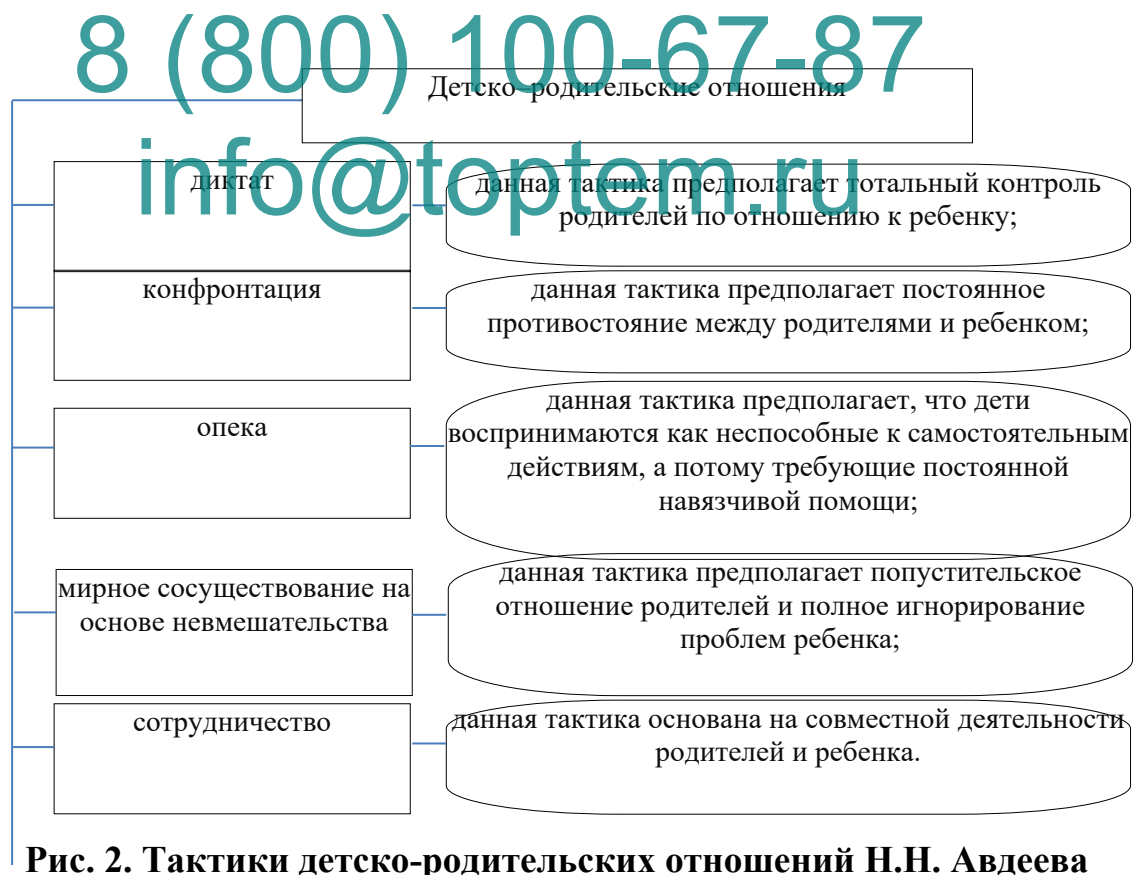 8 (800) 100-67-87
Детско–родительские отношения
info@toptem.ru
диктат
данная тактика предполагает тотальный контроль
родителей по отношению к ребенку;
конфронтация
данная тактика предполагает постоянное
противостояние между родителями и ребенком;
опека
данная тактика предполагает, что дети
воспринимаются как неспособные к самостоятельным
действиям, а потому требующие постоянной
навязчивой помощи;
мирное сосуществование на
основе невмешательства
данная тактика предполагает попустительское
отношение родителей и полное игнорирование
проблем ребенка;
сотрудничество
данная тактика основана на совместной деятельности
родителей и ребенка.
Рис. 2. Тактики детско-родительских отношений Н.Н. Авдеева